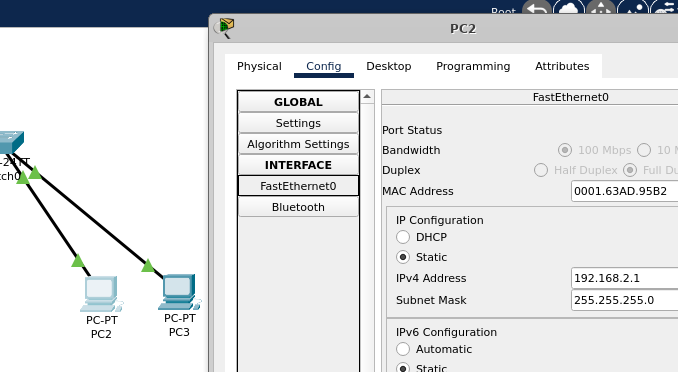 Root
PC2
Physical
Config
Desktop
Programming
Attributes
GLOBAL
Settings
Algorithm Settings
INTERFACE
FastEthernet0
Bluetooth
FastEthernet0
Port Status
Bandwidth
100 Mbps
10 M
Duplex
Half Duplex
Full Du
MAC Address
0001.63AD.95B2
IP Configuration
DHCP
Static
IPv4 Address
192.168.2.1
Subnet Mask
255.255.255.0
IPv6 Configuration
Automatic
Static
-24TT
tch0
PC-PT
PC2
PC-PT
PC3